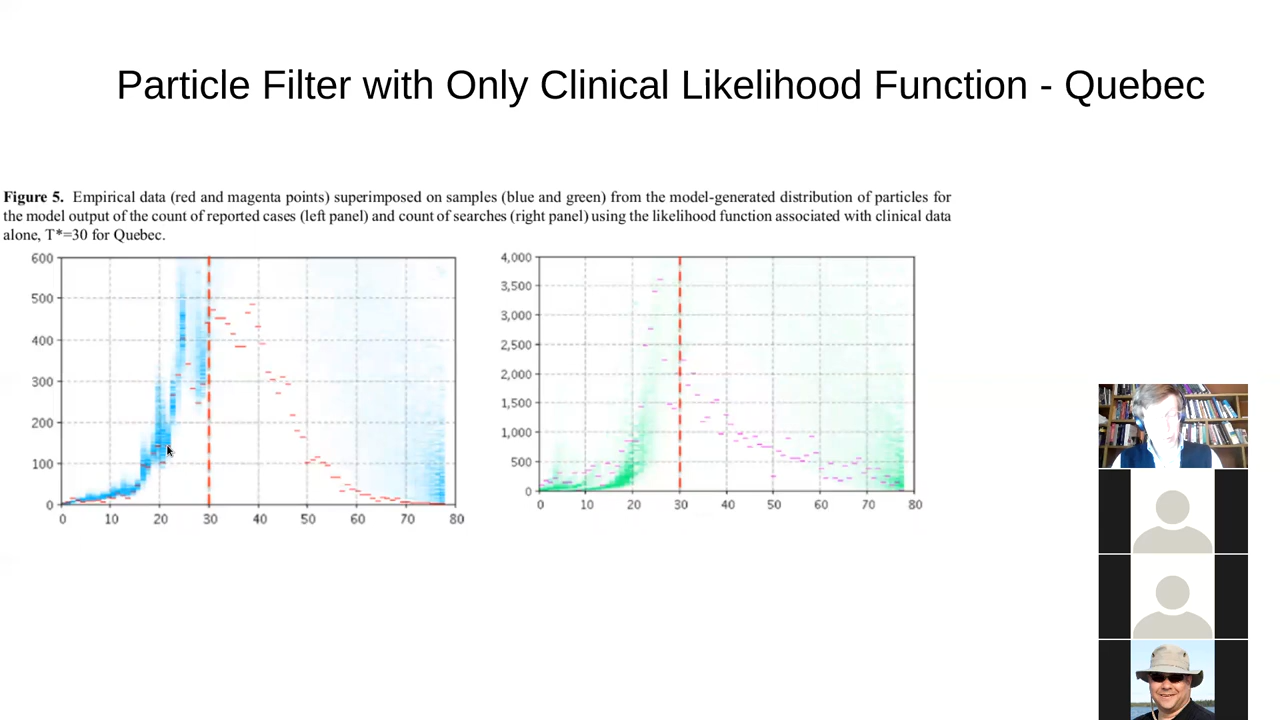 Particle Filter with Only Clinical Likelihood Function - Quebec
Figure 5. Empirical data (red and magenta points) superimposed on samples (blue and green) from the model-generated distribution of particles for
the model output of the count of reported cases (left panel) and count of searches (right panel) using the likelihood function associated with clinical data
alone, T*=30 for Quebec.
600
500
400
300
200
100
0
0 10 20 30 40 50 60 70 80
4,000
3,500
3,000
2,500
2,000
1,500
1,000
500
0
0 10 20 30 40 50 60 70 80